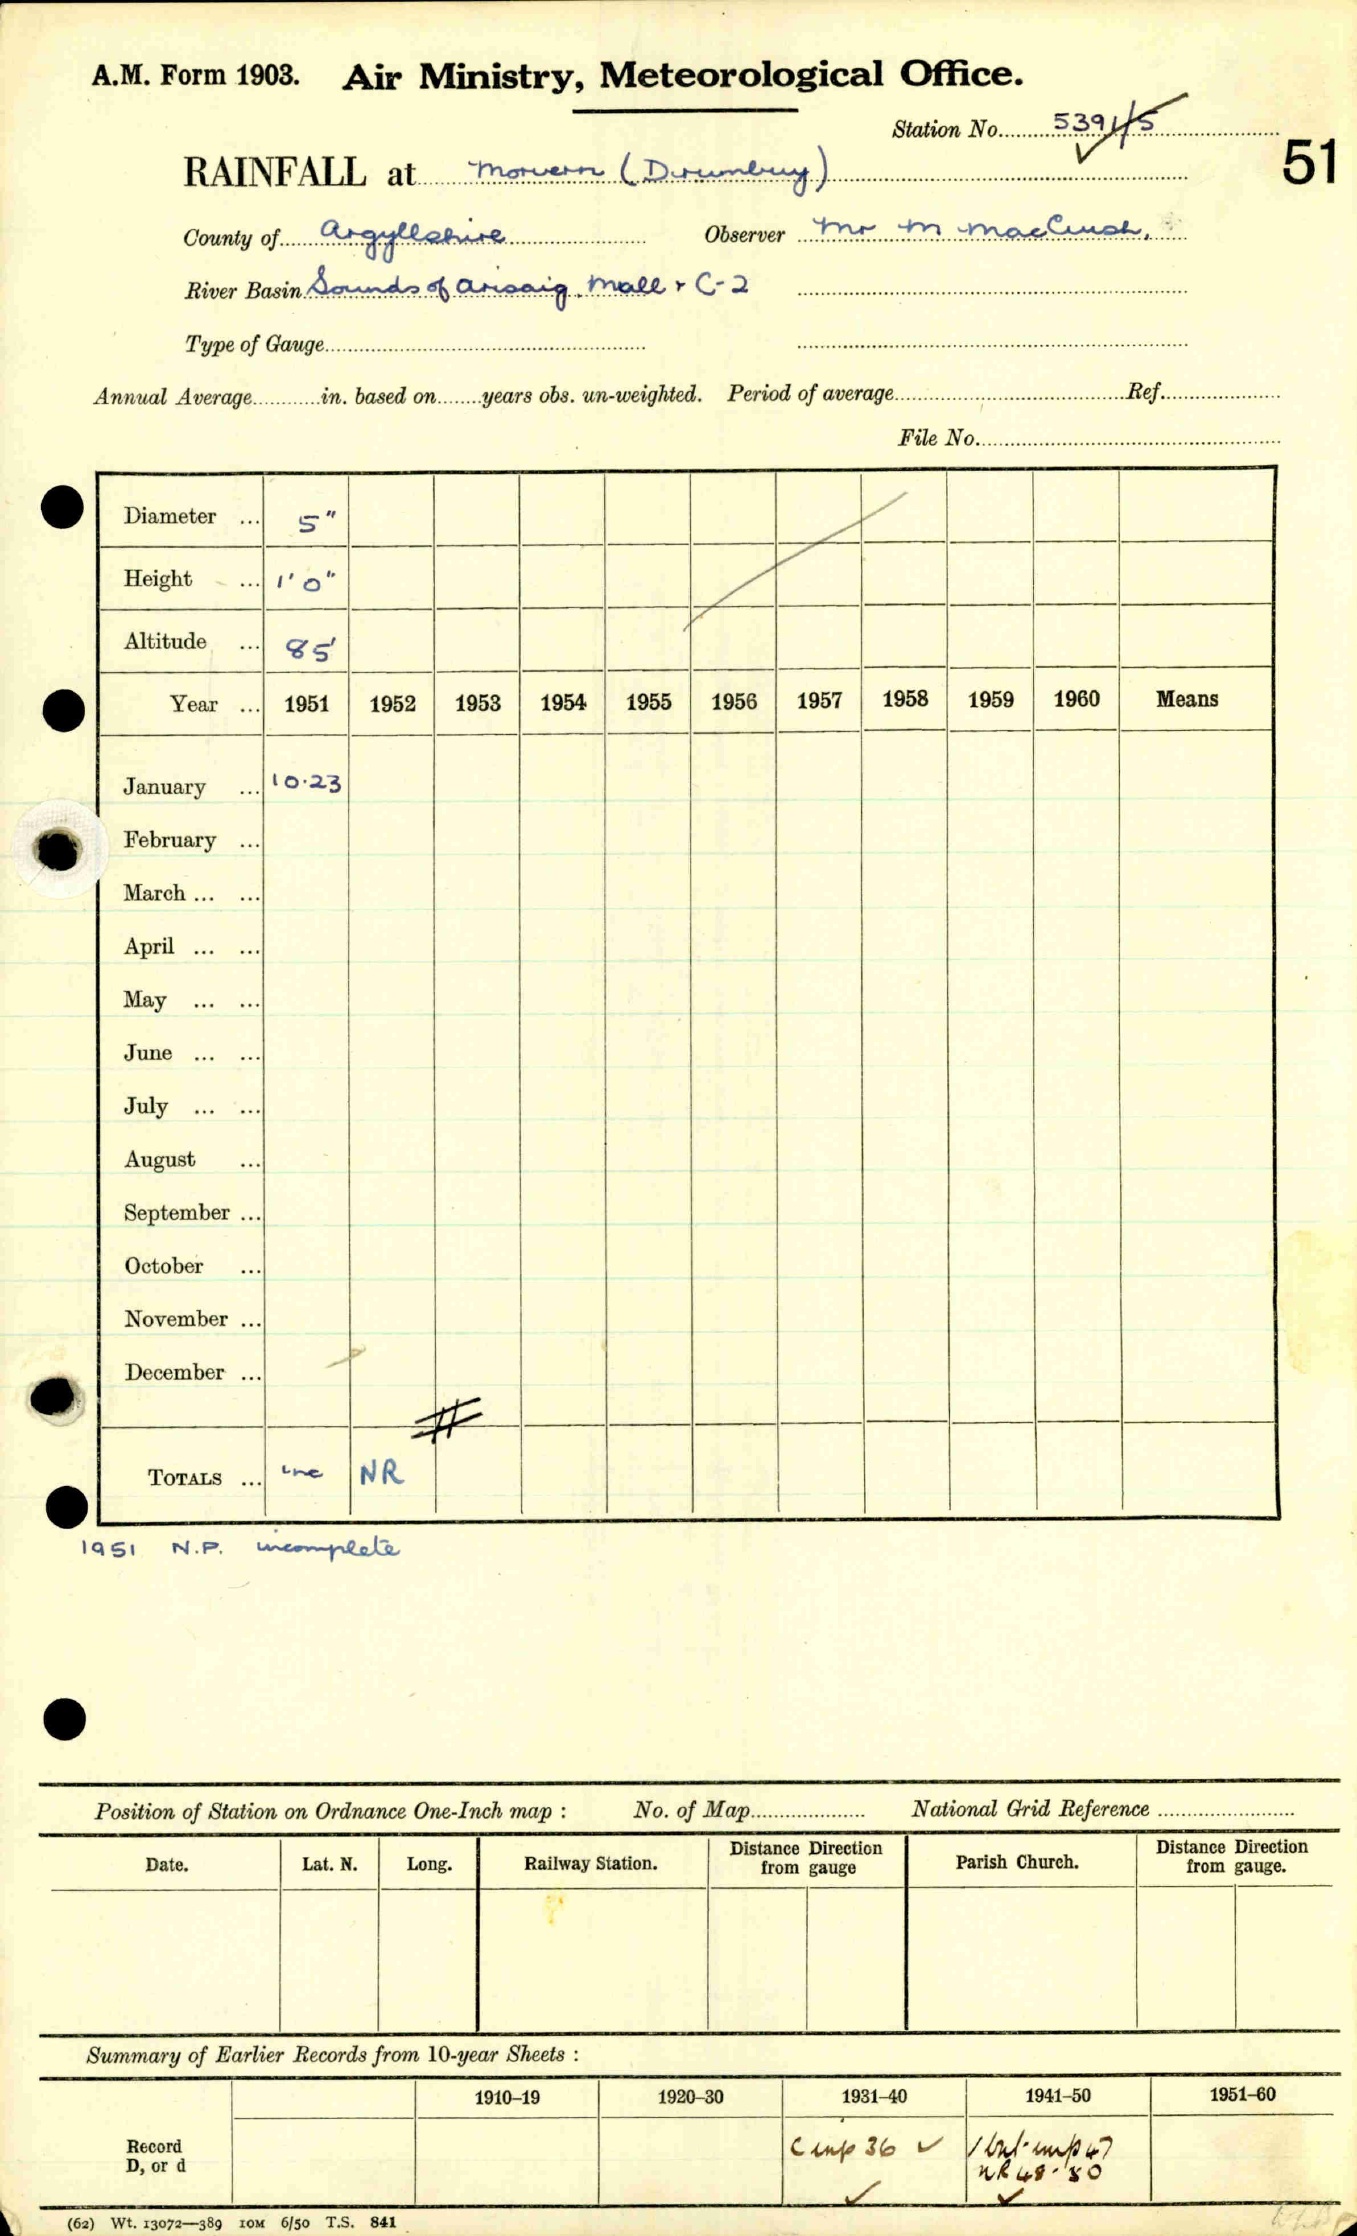 A.M. Form 1903. Air Ministry, Meteorological Office.
Station No. 5391/5
51
RAINFALL at Morvern (Drumbuy)
County of Argyllshire Observer Mr M
River Basin Sounds of Arisaig, Mull + C-2
Type of Gauge
Annual Average in. based on years obs. un-weighted. Period of average Ref.
File No.
Diameter ... 5"
Height ... 1'0"
Altitude ... 85'
Year ... 1951 1952 1953 1954 1955 1956 1957 1958 1959 1960 Means
January ... 10.23
February ...
March ... ...
April ... ...
May ... ...
June ... ...
July ... ...
August ...
September ...
October ...
November ...
December ...
TOTALS ... inc NR
1951 N.P. incomplete
Position of Station on Ordnance One-Inch map : No. of Map National Grid Reference
Date. Lat. N. Long. Railway Station. Distance from Direction gauge Parish Church. Distance from Direction gauge.
Summary of Earlier Records from 10-year Sheets :
1910–19 1920–30 1931–40 1941–50 1951–60
Record D, or d
C inp 36 ✓
NR 48-50
(62) Wt. 13072—389 10M 6/50 T.S. 841